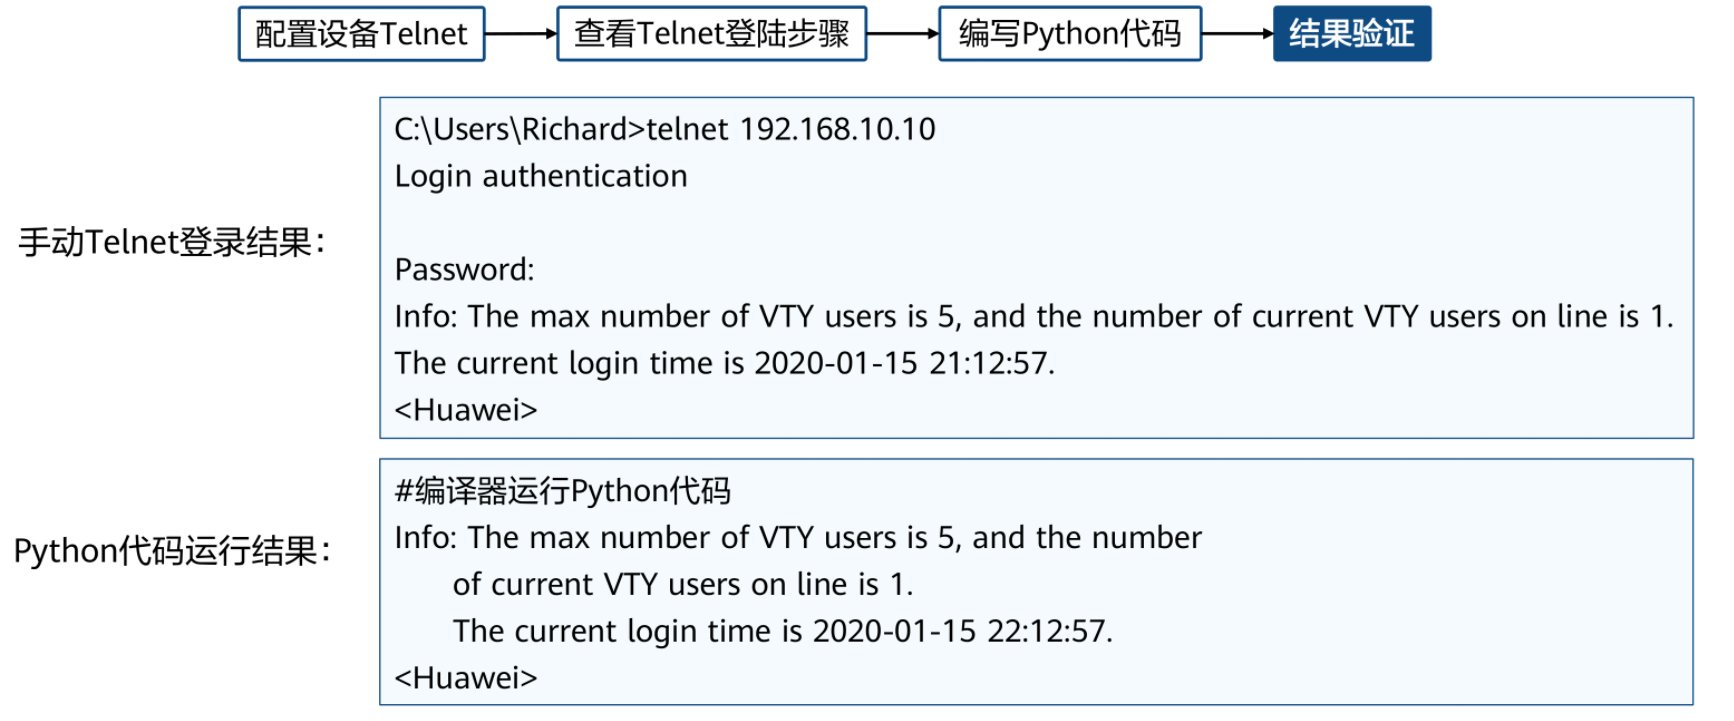 配置设备Telnet
查看Telnet登陆步骤
编写Python代码
结果验证
手动Telnet登录结果：
C:\Users\Richard>telnet 192.168.10.10
Login authentication
Password:
Info: The max number of VTY users is 5, and the number of current VTY users on line is 1.
The current login time is 2020-01-15 21:12:57.
<Huawei>
Python代码运行结果：
#编译器运行Python代码
Info: The max number of VTY users is 5, and the number
of current VTY users on line is 1.
The current login time is 2020-01-15 22:12:57.
<Huawei>